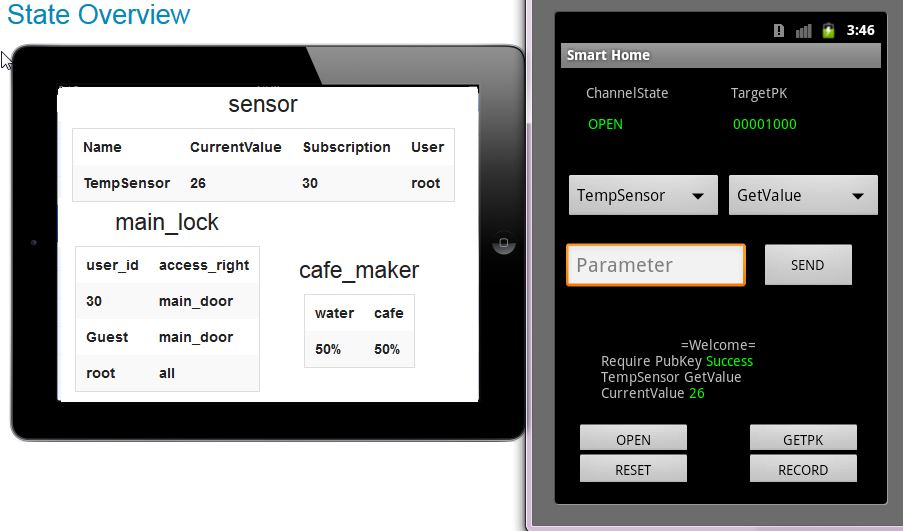 State Overview
sensor
Name CurrentValue Subscription User
TempSensor 26 30 root
main_lock
user_id access_right
30 main_door
Guest main_door
root all
cafe_maker
water cafe
50% 50%
3:46
Smart Home
ChannelState TargetPK
OPEN 00001000
TempSensor GetValue
Parameter SEND
=Welcome=
Require PubKey Success
TempSensor GetValue
CurrentValue 26
OPEN GETPK
RESET RECORD